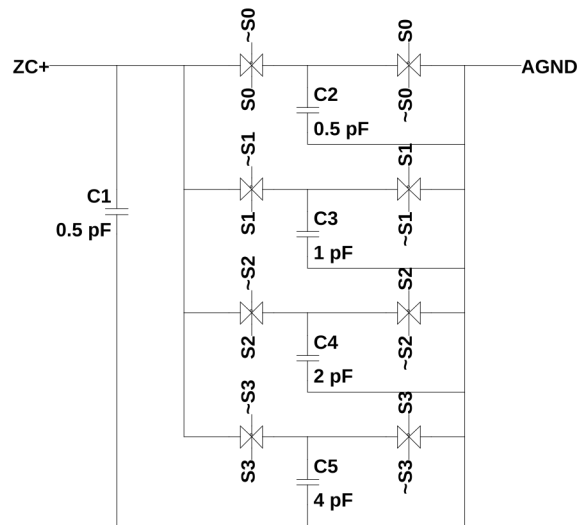 ~S0
S0
ZC+
AGND
C2
S0
~S0
0.5 pF
~S1
S1
C1
C3
0.5 pF
S1
~S1
1 pF
~S2
S2
C4
S2
~S2
2 pF
~S3
S3
C5
S3
~S3
4 pF